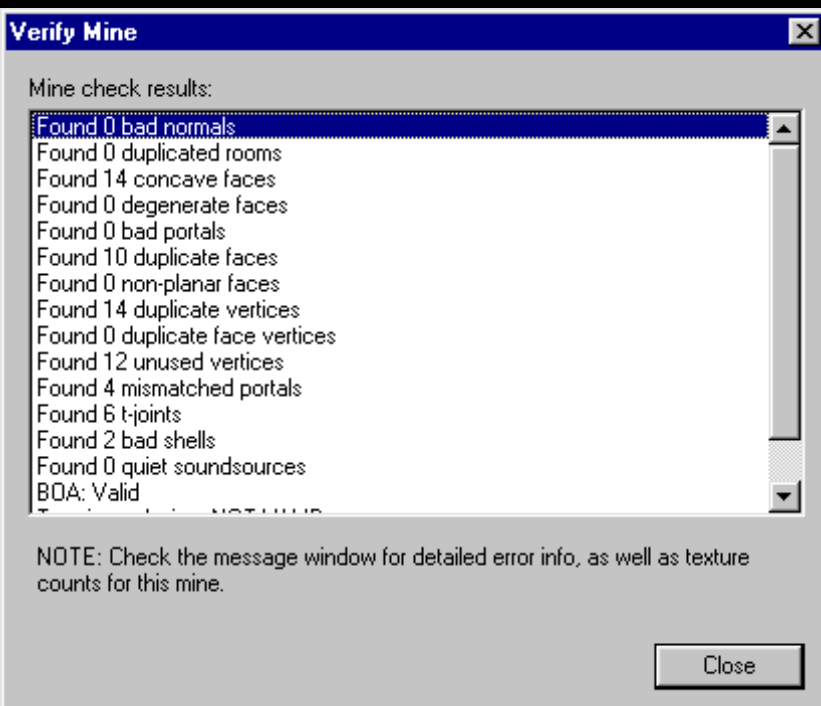 Verify Mine
Mine check results:
Found 0 bad normals
Found 0 duplicated rooms
Found 14 concave faces
Found 0 degenerate faces
Found 0 bad portals
Found 10 duplicate faces
Found 0 non-planar faces
Found 14 duplicate vertices
Found 0 duplicate face vertices
Found 12 unused vertices
Found 4 mismatched portals
Found 6 t-joints
Found 2 bad shells
Found 0 quiet soundsources
BOA: Valid
NOTE: Check the message window for detailed error info, as well as texture
counts for this mine.
Close